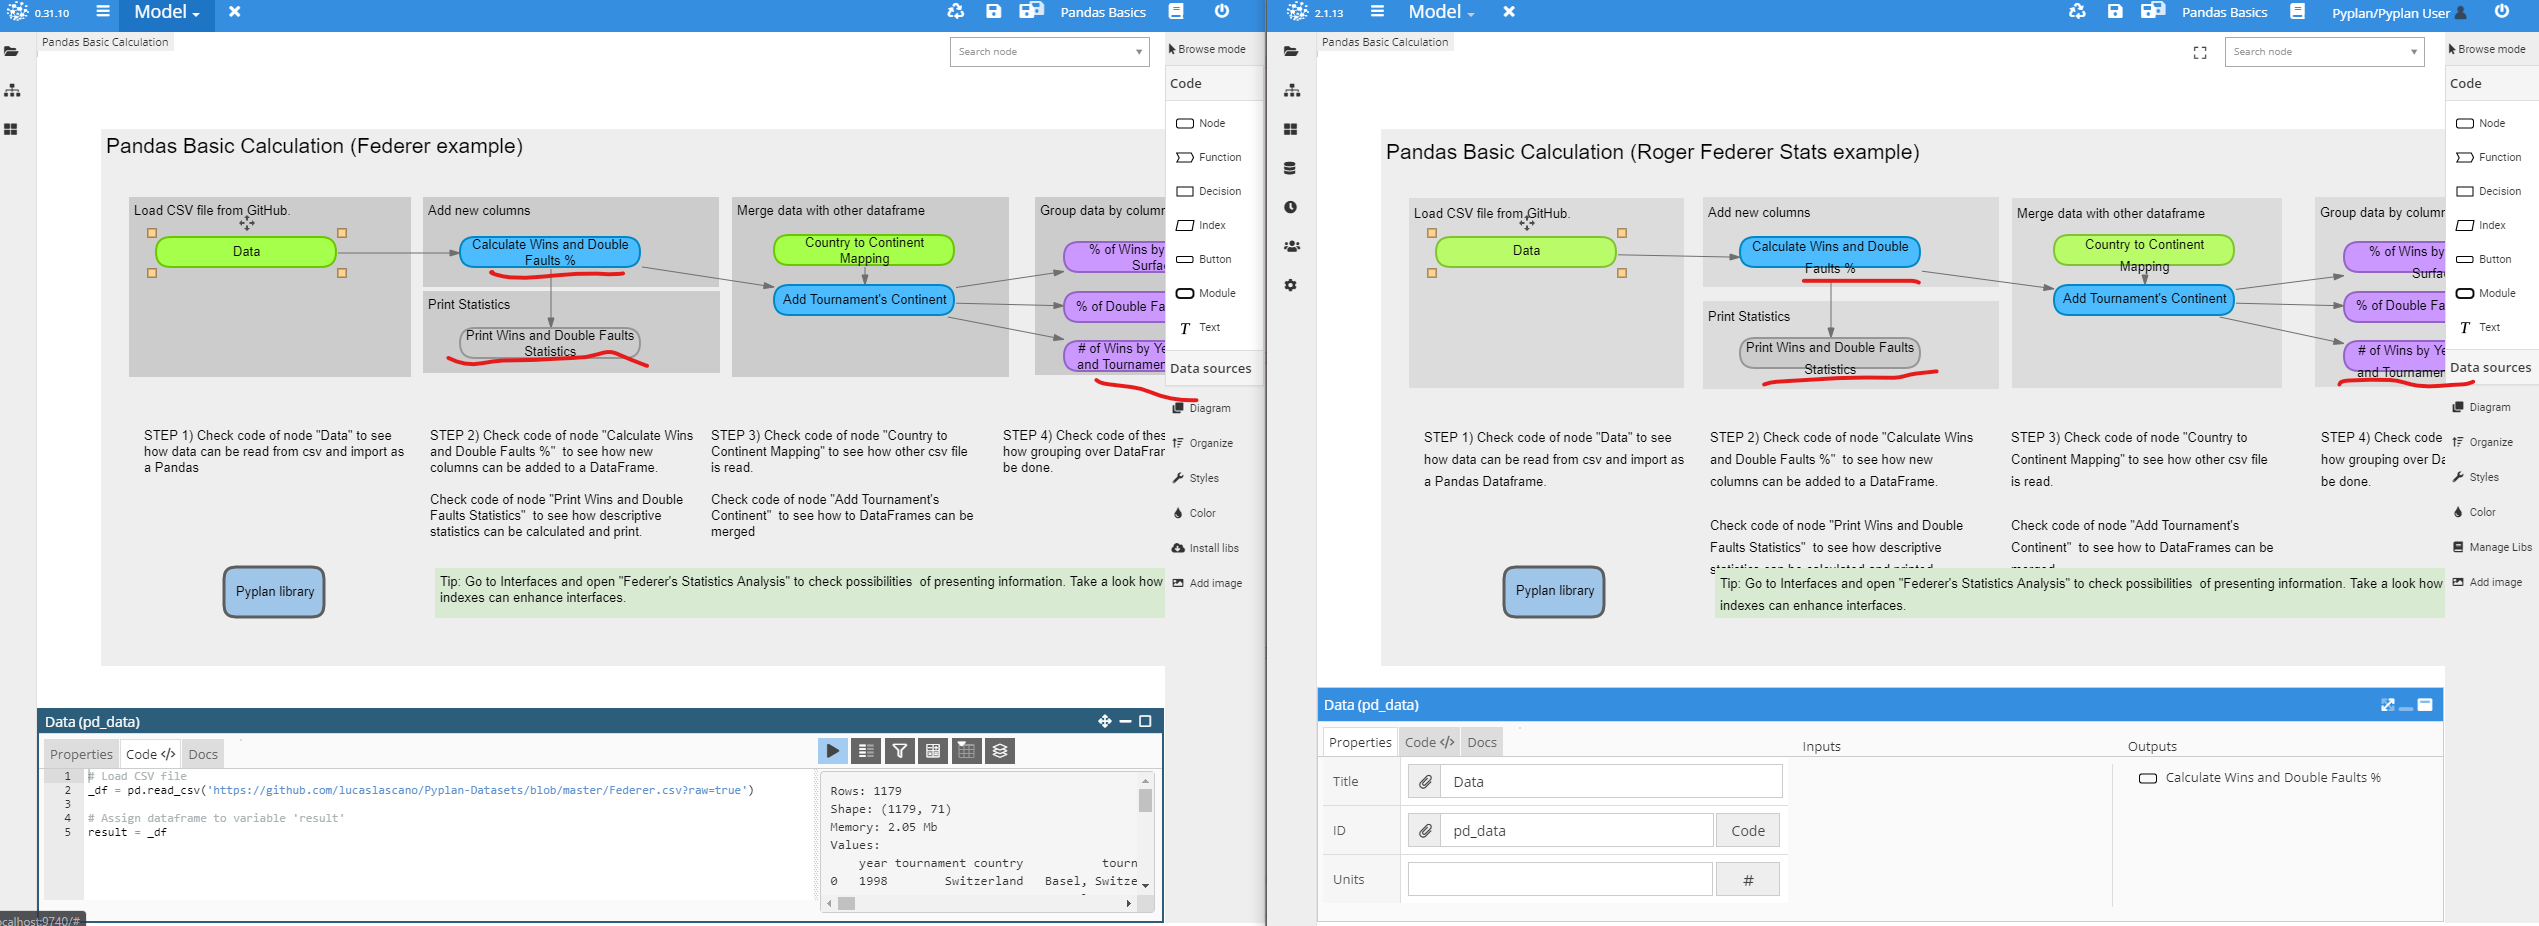 0.31.10
Model
Pandas Basics
Pandas Basic Calculation
Search node
Browse mode
Code
Node
Function
Decision
Index
Button
Module
Text
Data sources
Diagram
Organize
Styles
Color
Install libs
Add image
Pandas Basic Calculation (Federer example)
Load CSV file from GitHub.
Data
Add new columns
Calculate Wins and Double
Faults %
Print Statistics
Print Wins and Double Faults
Statistics
Merge data with other dataframe
Country to Continent
Mapping
Add Tournament's Continent
Group data by colum
% of Wins by
Surfa
% of Double Fa
# of Wins by Ye
and Tournamer
STEP 1) Check code of node "Data" to see
how data can be read from csv and import as
a Pandas
STEP 2) Check code of node "Calculate Wins
and Double Faults %"  to see how new
columns can be added to a DataFrame.
Check code of node "Print Wins and Double
Faults Statistics"  to see how descriptive
statistics can be calculated and print.
STEP 3) Check code of node "Country to
Continent Mapping" to see how other csv file
is read.
Check code of node "Add Tournament's
Continent"  to see how to DataFrames can be
merged
STEP 4) Check code of thes
how grouping over DataFrar
be done.
Pyplan library
Tip: Go to Interfaces and open "Federer's Statistics Analysis" to check possibilities  of presenting information. Take a look how
indexes can enhance interfaces.
Data (pd_data)
Properties
Code </>
Docs
1 # Load CSV file
2 _df = pd.read_csv('https://github.com/lucaslascano/Pyplan-Datasets/blob/master/Federer.csv?raw=true')
3
4 # Assign dataframe to variable 'result'
5 result = _df
Rows: 1179
Shape: (1179, 71)
Memory: 2.05 Mb
Values:
year tournament country tourn
0 1998 Switzerland Basel, Switze
ocalhost:9740/#
2.1.13
Model
Pandas Basics
Pyplan/Pyplan User
Pandas Basic Calculation
Search node
Browse mode
Code
Node
Function
Decision
Index
Button
Module
Text
Data sources
Diagram
Organize
Styles
Color
Manage Libs
Add image
Pandas Basic Calculation (Roger Federer Stats example)
Load CSV file from GitHub.
Data
Add new columns
Calculate Wins and Double
Faults %
Print Statistics
Print Wins and Double Faults
Statistics
Merge data with other dataframe
Country to Continent
Mapping
Add Tournament's Continent
Group data by colum
% of Wins by
Surfa
% of Double Fa
# of Wins by Ye
and Tournamer
STEP 1) Check code of node "Data" to see
how data can be read from csv and import as
a Pandas Dataframe.
STEP 2) Check code of node "Calculate Wins
and Double Faults %"  to see how new
columns can be added to a DataFrame.
Check code of node "Print Wins and Double
Faults Statistics"  to see how descriptive
statistics can be calculated and printed.
STEP 3) Check code of node "Country to
Continent Mapping" to see how other csv file
is read.
Check code of node "Add Tournament's
Continent"  to see how to DataFrames can be
merged
STEP 4) Check code
how grouping over Da
be done.
Pyplan library
Tip: Go to Interfaces and open "Federer's Statistics Analysis" to check possibilities  of presenting information. Take a look how
indexes can enhance interfaces.
Data (pd_data)
Properties
Code </>
Docs
Inputs
Outputs
Title
Data
ID
pd_data
Code
Units
#
Calculate Wins and Double Faults %